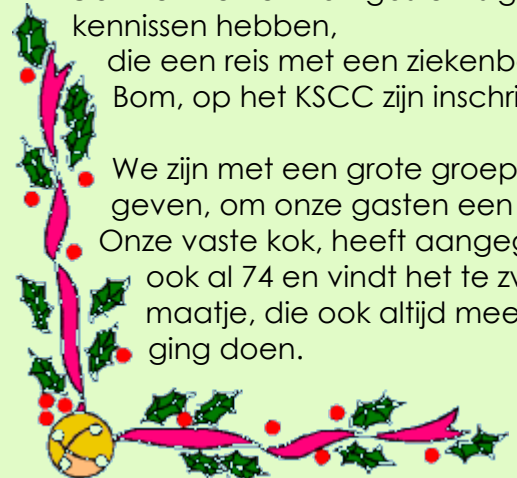 kennissen hebben,
die een reis met een ziekenb
Bom, op het KSCC zijn inschri
We zijn met een grote groep
geven, om onze gasten een
Onze vaste kok, heeft aangeg
ook al 74 en vindt het te zv
maatje, die ook altijd mee
ging doen.